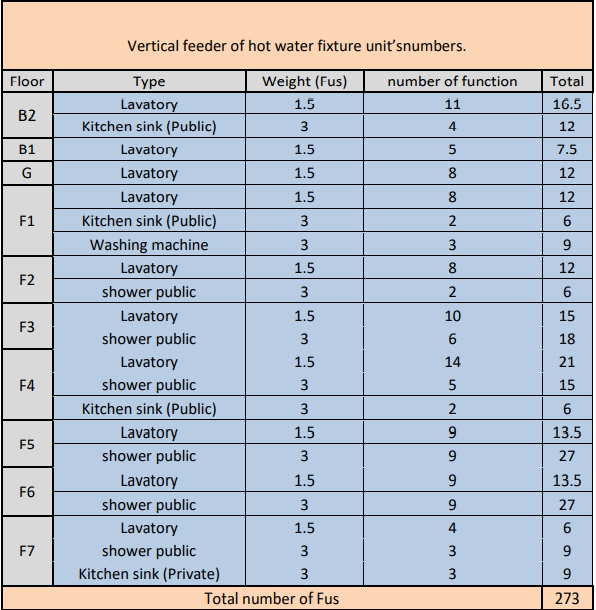 Vertical feeder of hot water fixture unit'snumbers.
Floor Type Weight (Fus) number of function Total
B2 Lavatory 1.5 11 16.5
Kitchen sink (Public) 3 4 12
B1 Lavatory 1.5 5 7.5
G Lavatory 1.5 8 12
F1 Lavatory 1.5 8 12
Kitchen sink (Public) 3 2 6
Washing machine 3 3 9
F2 Lavatory 1.5 8 12
shower public 3 2 6
F3 Lavatory 1.5 10 15
shower public 3 6 18
F4 Lavatory 1.5 14 21
shower public 3 5 15
Kitchen sink (Public) 3 2 6
F5 Lavatory 1.5 9 13.5
shower public 3 9 27
F6 Lavatory 1.5 9 13.5
shower public 3 9 27
F7 Lavatory 1.5 4 6
shower public 3 3 9
Kitchen sink (Private) 3 3 9
Total number of Fus 273